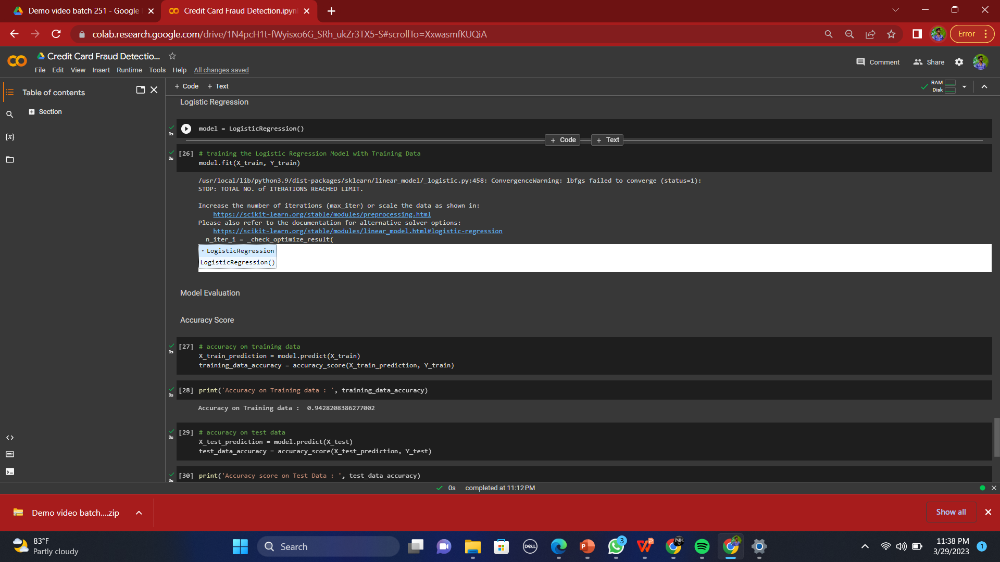 Demo video batch 251 - Google
Credit Card Fraud Detection.ipyn
colab.research.google.com/drive/1N4pcH1t-fWyisxo6G_SRh_ukZr3TX5-S#scrollTo=XxwasmfKUQiA
Error
Credit Card Fraud Detectio...
File Edit View Insert Runtime Tools Help All changes saved
Comment Share
Table of contents
Section
+ Code + Text
RAM
Disk
Logistic Regression
0s
model = LogisticRegression()
+ Code + Text
0s
[26] # training the Logistic Regression Model with Training Data
model.fit(X_train, Y_train)
/usr/local/lib/python3.9/dist-packages/sklearn/linear_model/_logistic.py:458: ConvergenceWarning: lbfgs failed to converge (status=1):
STOP: TOTAL NO. of ITERATIONS REACHED LIMIT.
Increase the number of iterations (max_iter) or scale the data as shown in:
https://scikit-learn.org/stable/modules/preprocessing.html
Please also refer to the documentation for alternative solver options:
https://scikit-learn.org/stable/modules/linear_model.html#logistic-regression
n_iter_i = _check_optimize_result(
LogisticRegression
LogisticRegression()
Model Evaluation
Accuracy Score
0s
[27] # accuracy on training data
X_train_prediction = model.predict(X_train)
training_data_accuracy = accuracy_score(X_train_prediction, Y_train)
0s
[28] print('Accuracy on Training data : ', training_data_accuracy)
Accuracy on Training data :  0.9428208386277002
0s
[29] # accuracy on test data
X_test_prediction = model.predict(X_test)
test_data_accuracy = accuracy_score(X_test_prediction, Y_test)
0s
[30] print('Accuracy score on Test Data : ', test_data_accuracy)
0s completed at 11:12 PM
Demo video batch....zip
Show all
83°F
Partly cloudy
Search
DELL
P
3
11:38 PM
3/29/2023
1